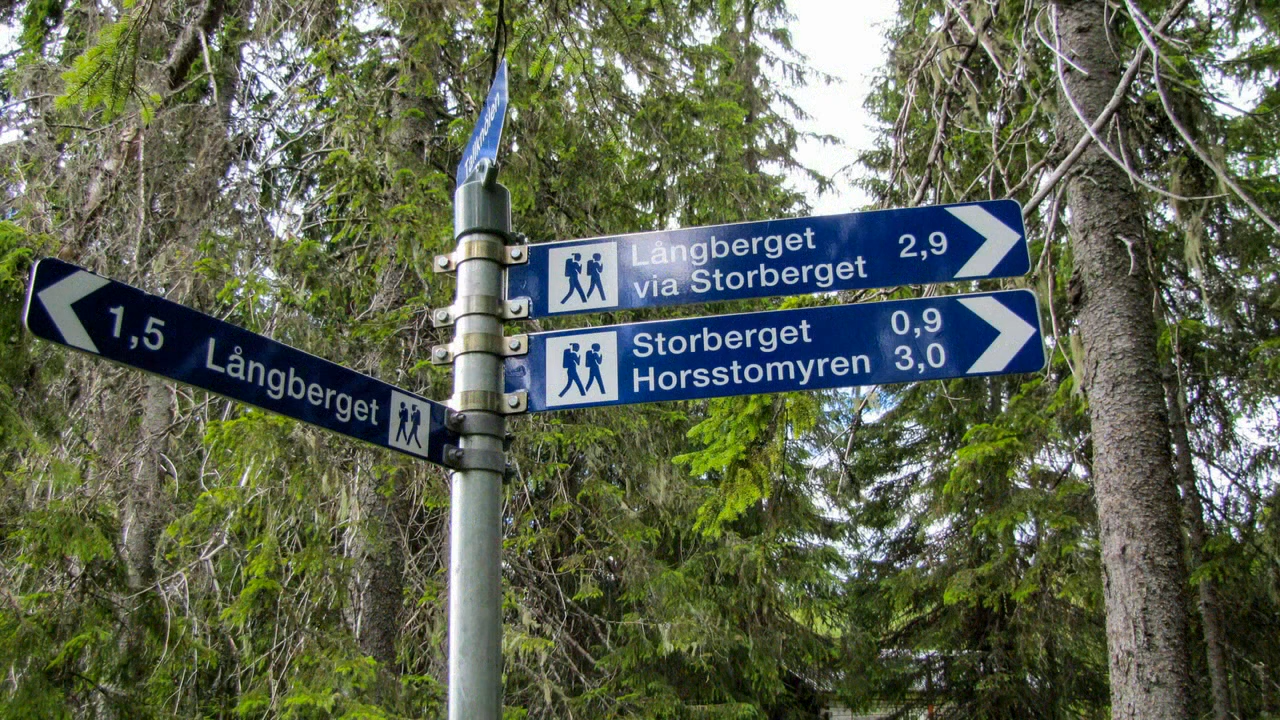 Långberget 2,9
via Storberget
Storberget 0,9
Horsstomyren 3,0
1,5 Långberget